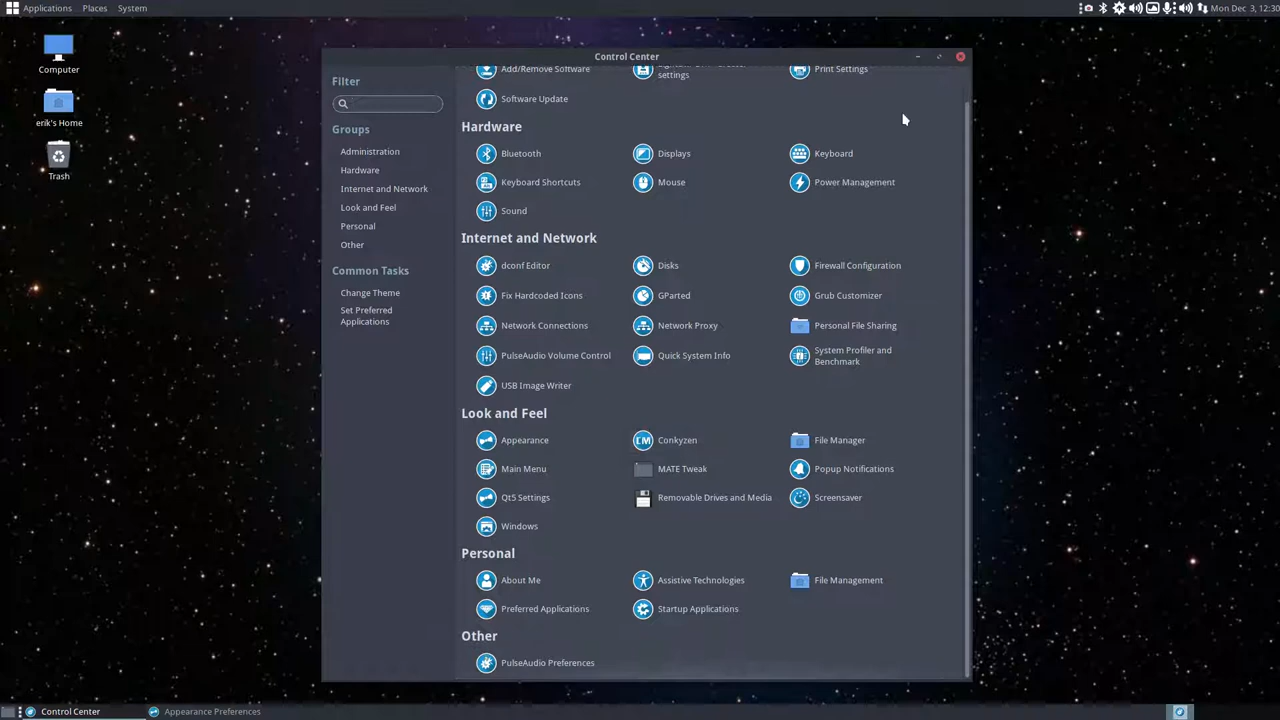 Applications Places System
Mon Dec 3, 12:30
Computer
erik's Home
Trash
Control Center
Filter
Groups
Administration
Hardware
Internet and Network
Look and Feel
Personal
Other
Common Tasks
Change Theme
Set Preferred
Applications
Add/Remove Software
settings
Print Settings
Software Update
Hardware
Bluetooth
Displays
Keyboard
Keyboard Shortcuts
Mouse
Power Management
Sound
Internet and Network
dconf Editor
Disks
Firewall Configuration
Fix Hardcoded Icons
GParted
Grub Customizer
Network Connections
Network Proxy
Personal File Sharing
PulseAudio Volume Control
Quick System Info
System Profiler and
Benchmark
USB Image Writer
Look and Feel
Appearance
Conkyzen
File Manager
Main Menu
MATE Tweak
Popup Notifications
Qt5 Settings
Removable Drives and Media
Screensaver
Windows
Personal
About Me
Assistive Technologies
File Management
Preferred Applications
Startup Applications
Other
PulseAudio Preferences
Control Center
Appearance Preferences